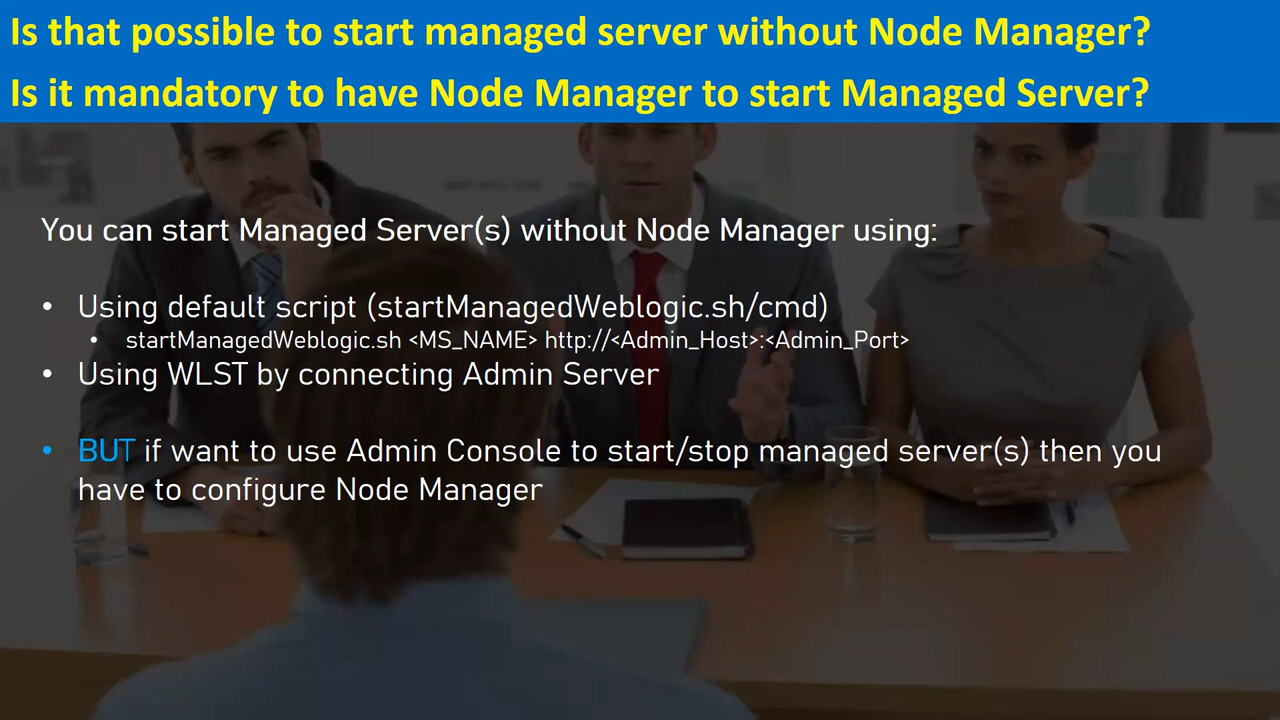 Is that possible to start managed server without Node Manager?
Is it mandatory to have Node Manager to start Managed Server?
You can start Managed Server(s) without Node Manager using:
• Using default script (startManagedWeblogic.sh/cmd)
• startManagedWeblogic.sh <MS_NAME> http://<Admin_Host>:<Admin_Port>
• Using WLST by connecting Admin Server
• BUT if want to use Admin Console to start/stop managed server(s) then you
have to configure Node Manager